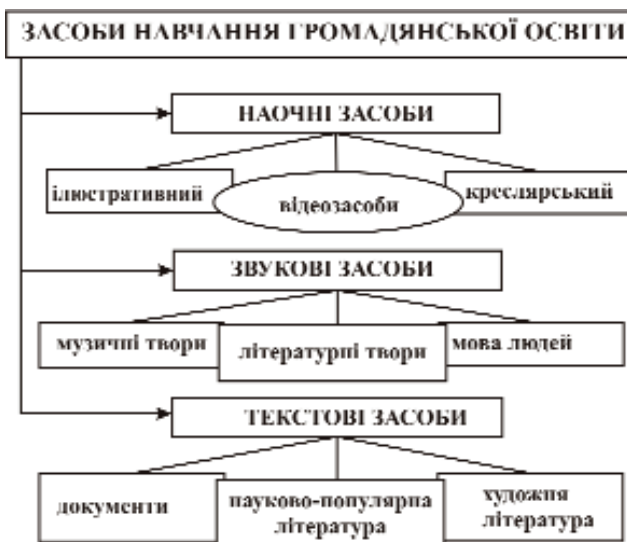 ЗАСОБИ НАВЧАННЯ ГРОМАДЯНСЬКОЇ ОСВІТИ
НАОЧНІ ЗАСОБИ
ілюстративний
відеозасоби
креслярський
ЗВУКОВІ ЗАСОБИ
музичні твори
літературні твори
мова людей
ТЕКСТОВІ ЗАСОБИ
документи
науково-популярна
література
художня
література